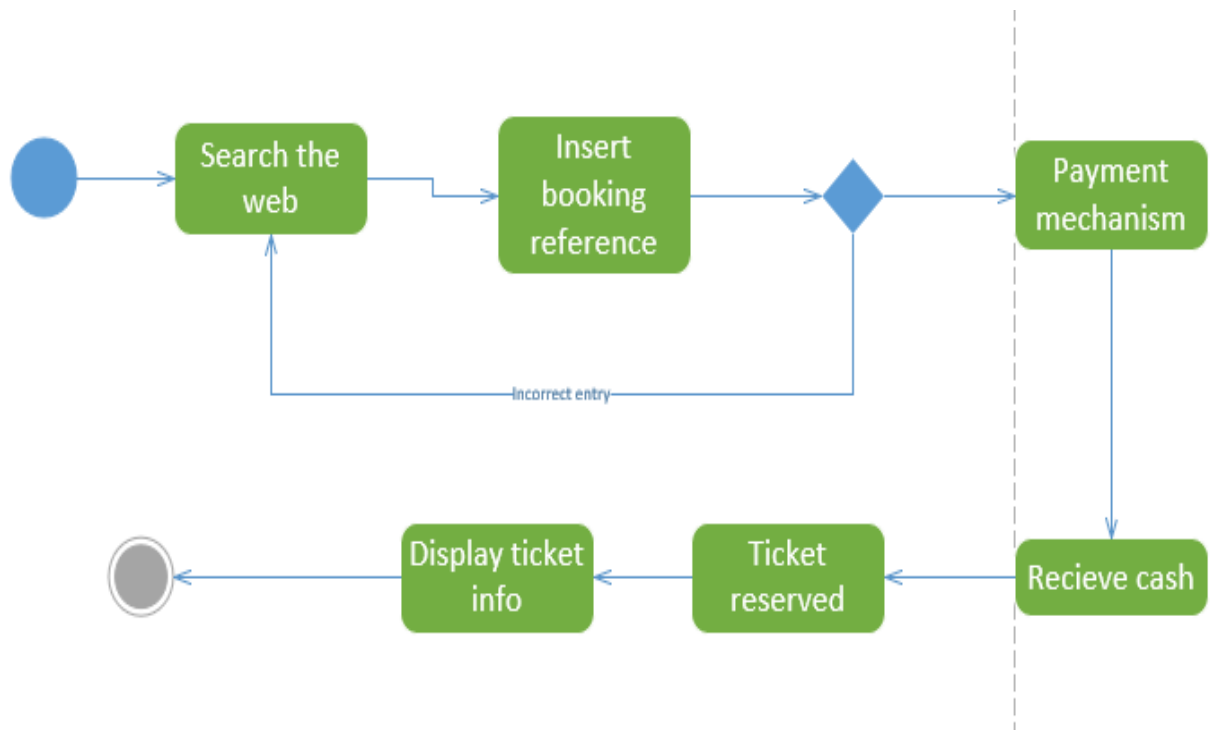 Search the
web
Insert
booking
reference
Payment
mechanism
Incorrect entry
Display ticket
info
Ticket
reserved
Recieve cash